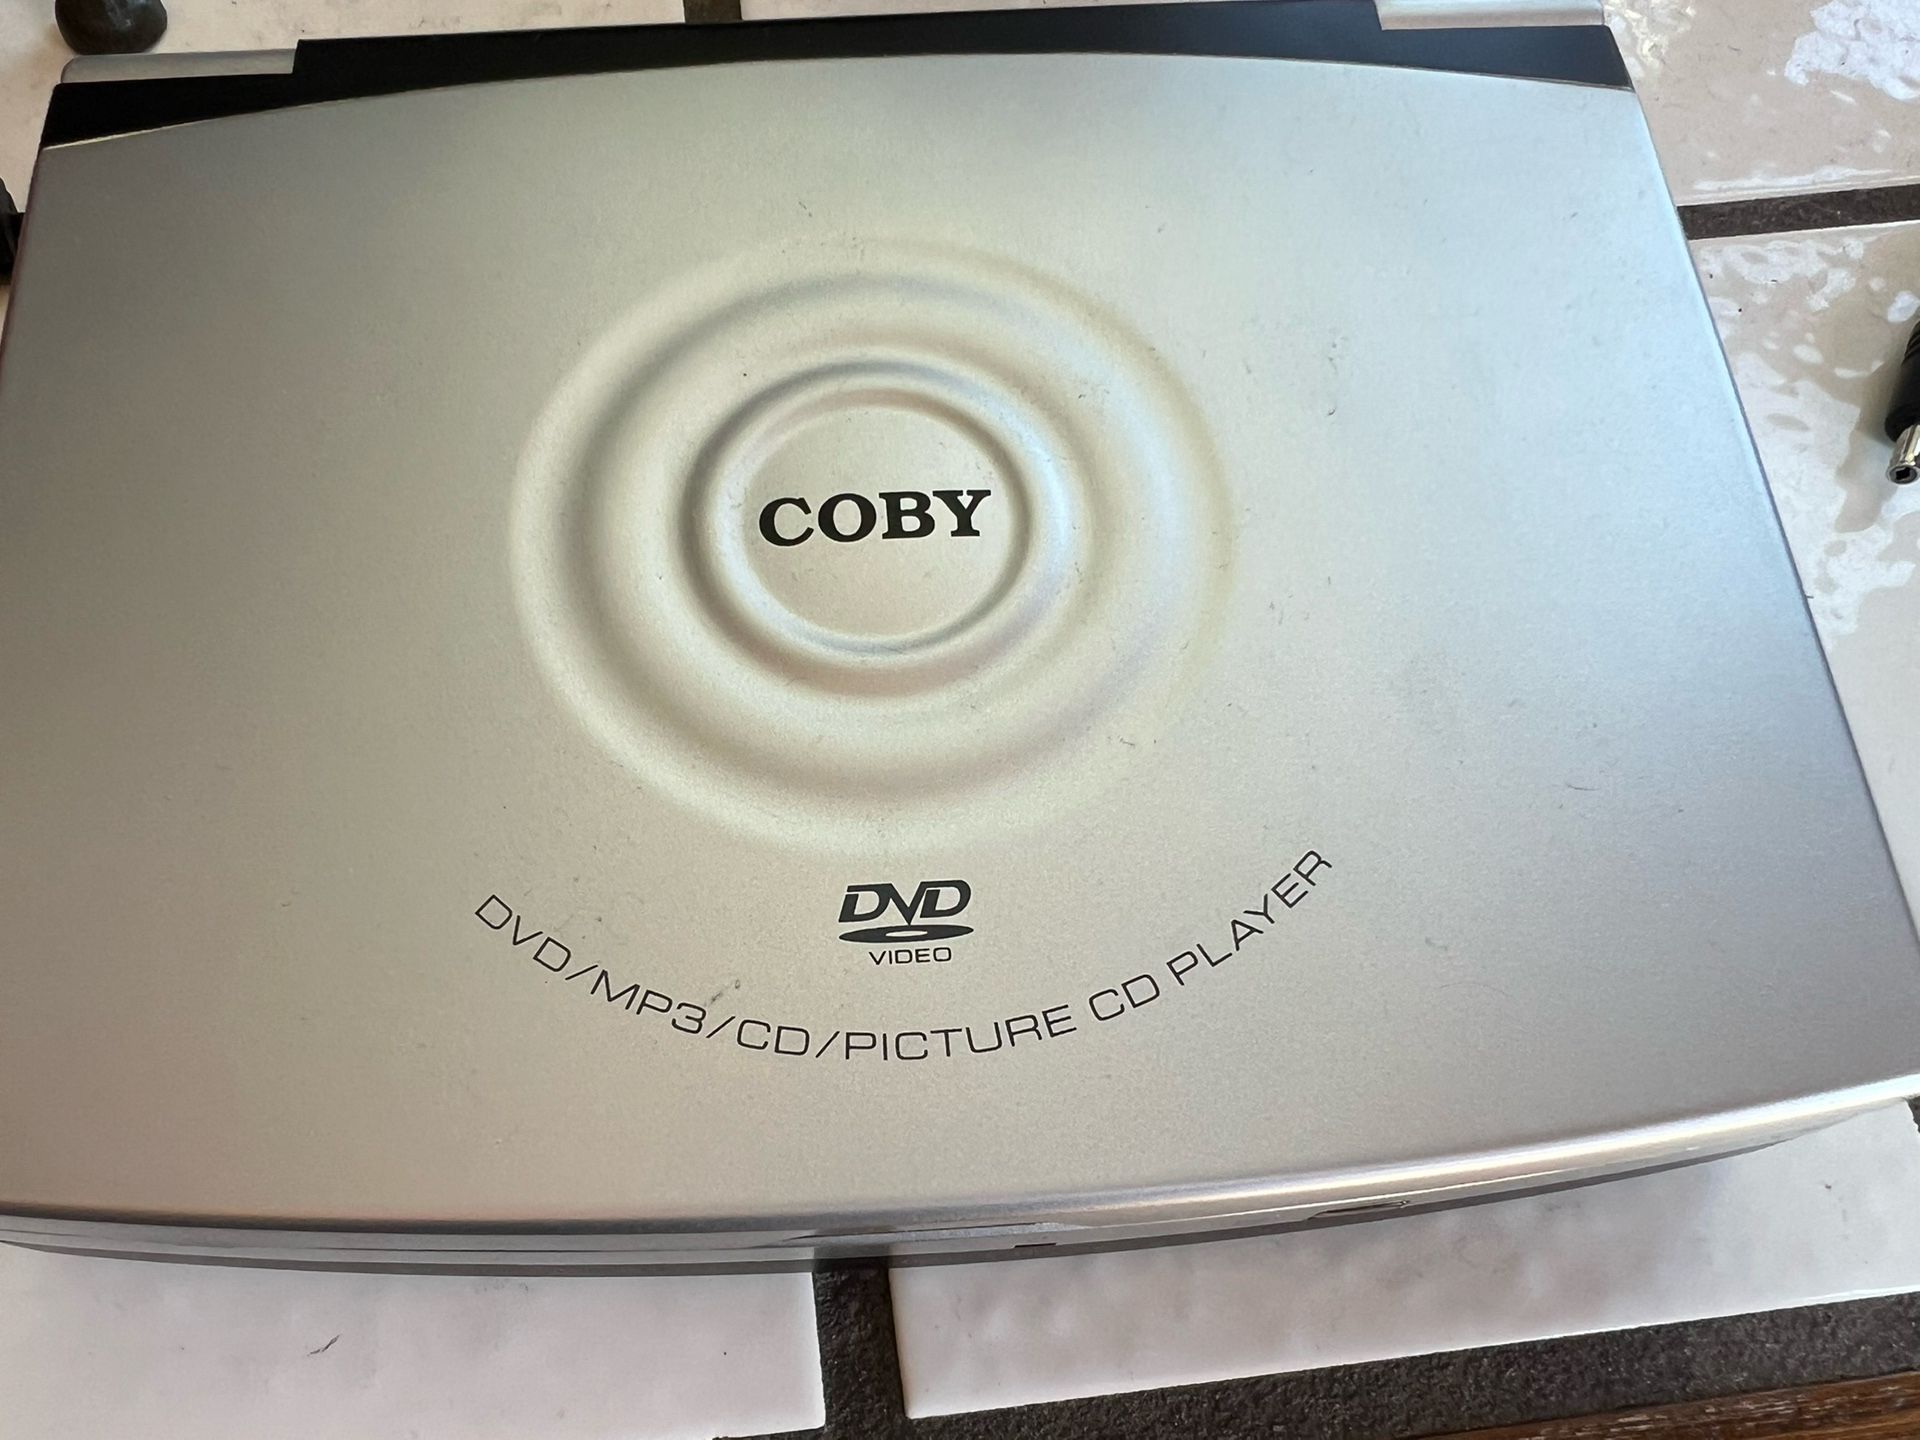 COBY
DVD
VIDEO
DVD/MP3/CD/PICTURE CD PLAYER